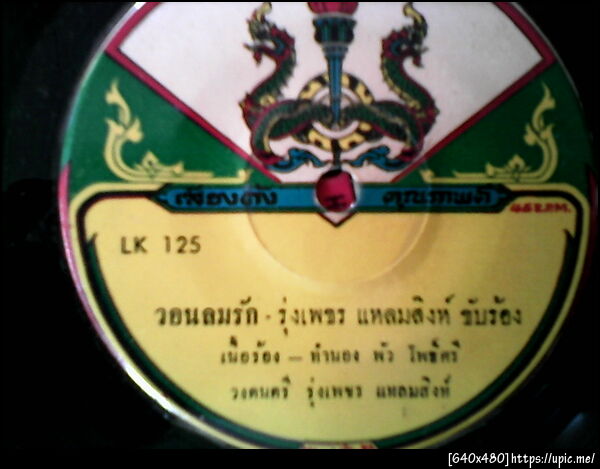 เสียงดัง คุณภาพดี
45 R.P.M.
LK 125
วอนลมรัก - รุ่งเพชร แหลมสิงห์ ขับร้อง
เนื้อร้อง – ทำนอง พัว โพธิ์ศรี
วงดนตรี รุ่งเพชร แหลมสิงห์
[640x480]https://upic.me/